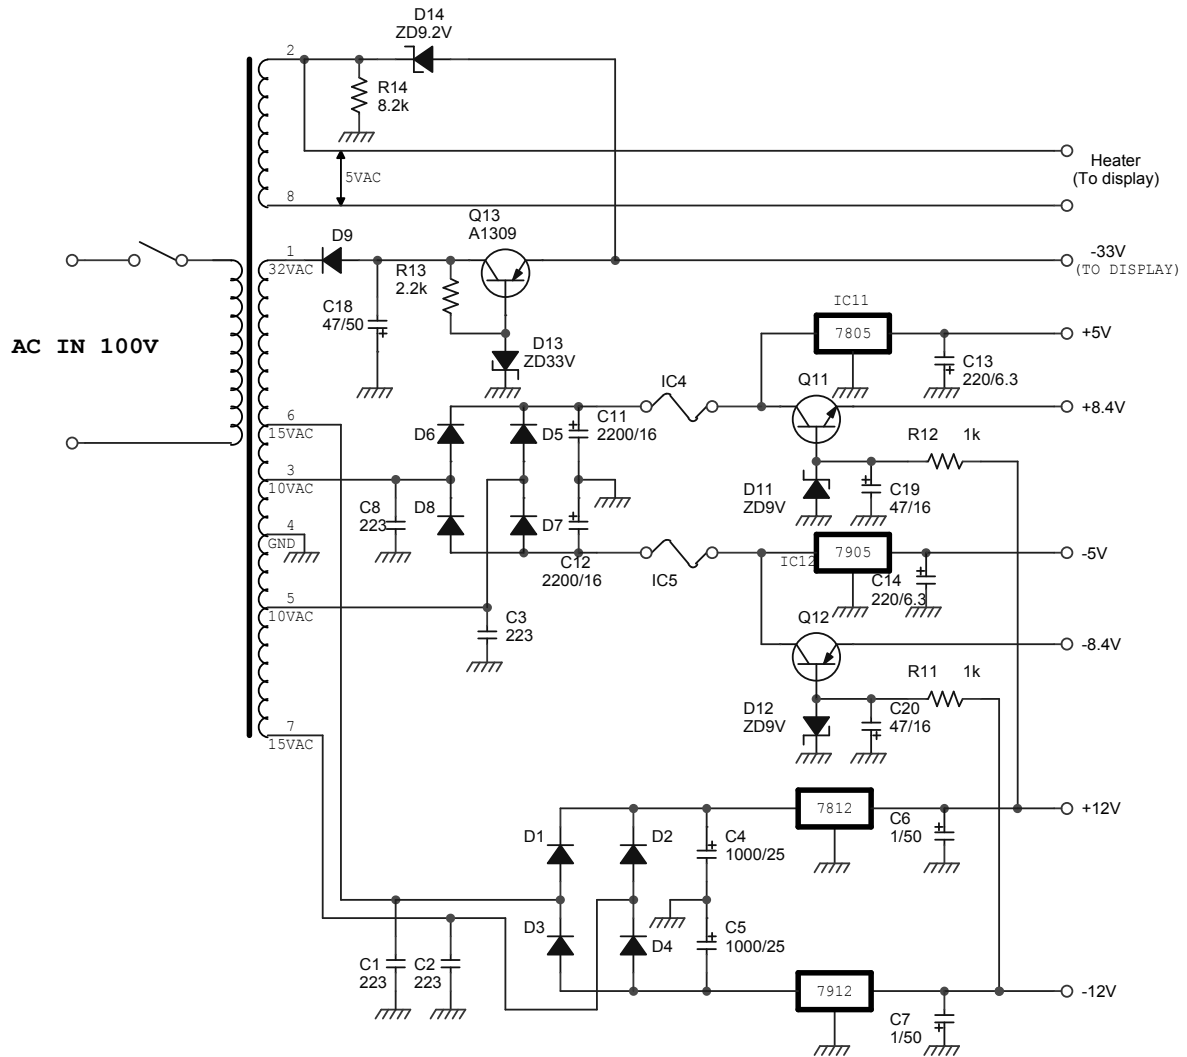 D14
ZD9.2V
2
R14
8.2k
Heater
(To display)
5VAC
8
Q13
A1309
D9
1
32VAC
-33V
(TO DISPLAY)
R13
2.2k
C18
47/50
IC11
7805
+5V
AC IN 100V
D13
ZD33V
C13
220/6.3
IC4
Q11
+8.4V
6
15VAC
D6
D5
C11
2200/16
R12 1k
3
10VAC
C8
223
D8
D7
D11
ZD9V
C19
47/16
4
GND
C12
2200/16
IC5
IC12
7905
-5V
C14
220/6.3
5
10VAC
C3
223
Q12
-8.4V
R11 1k
D12
ZD9V
C20
47/16
7
15VAC
7812
+12V
C6
1/50
D1
D2
C4
1000/25
D3
D4
C5
1000/25
C1
223
C2
223
7912
-12V
C7
1/50